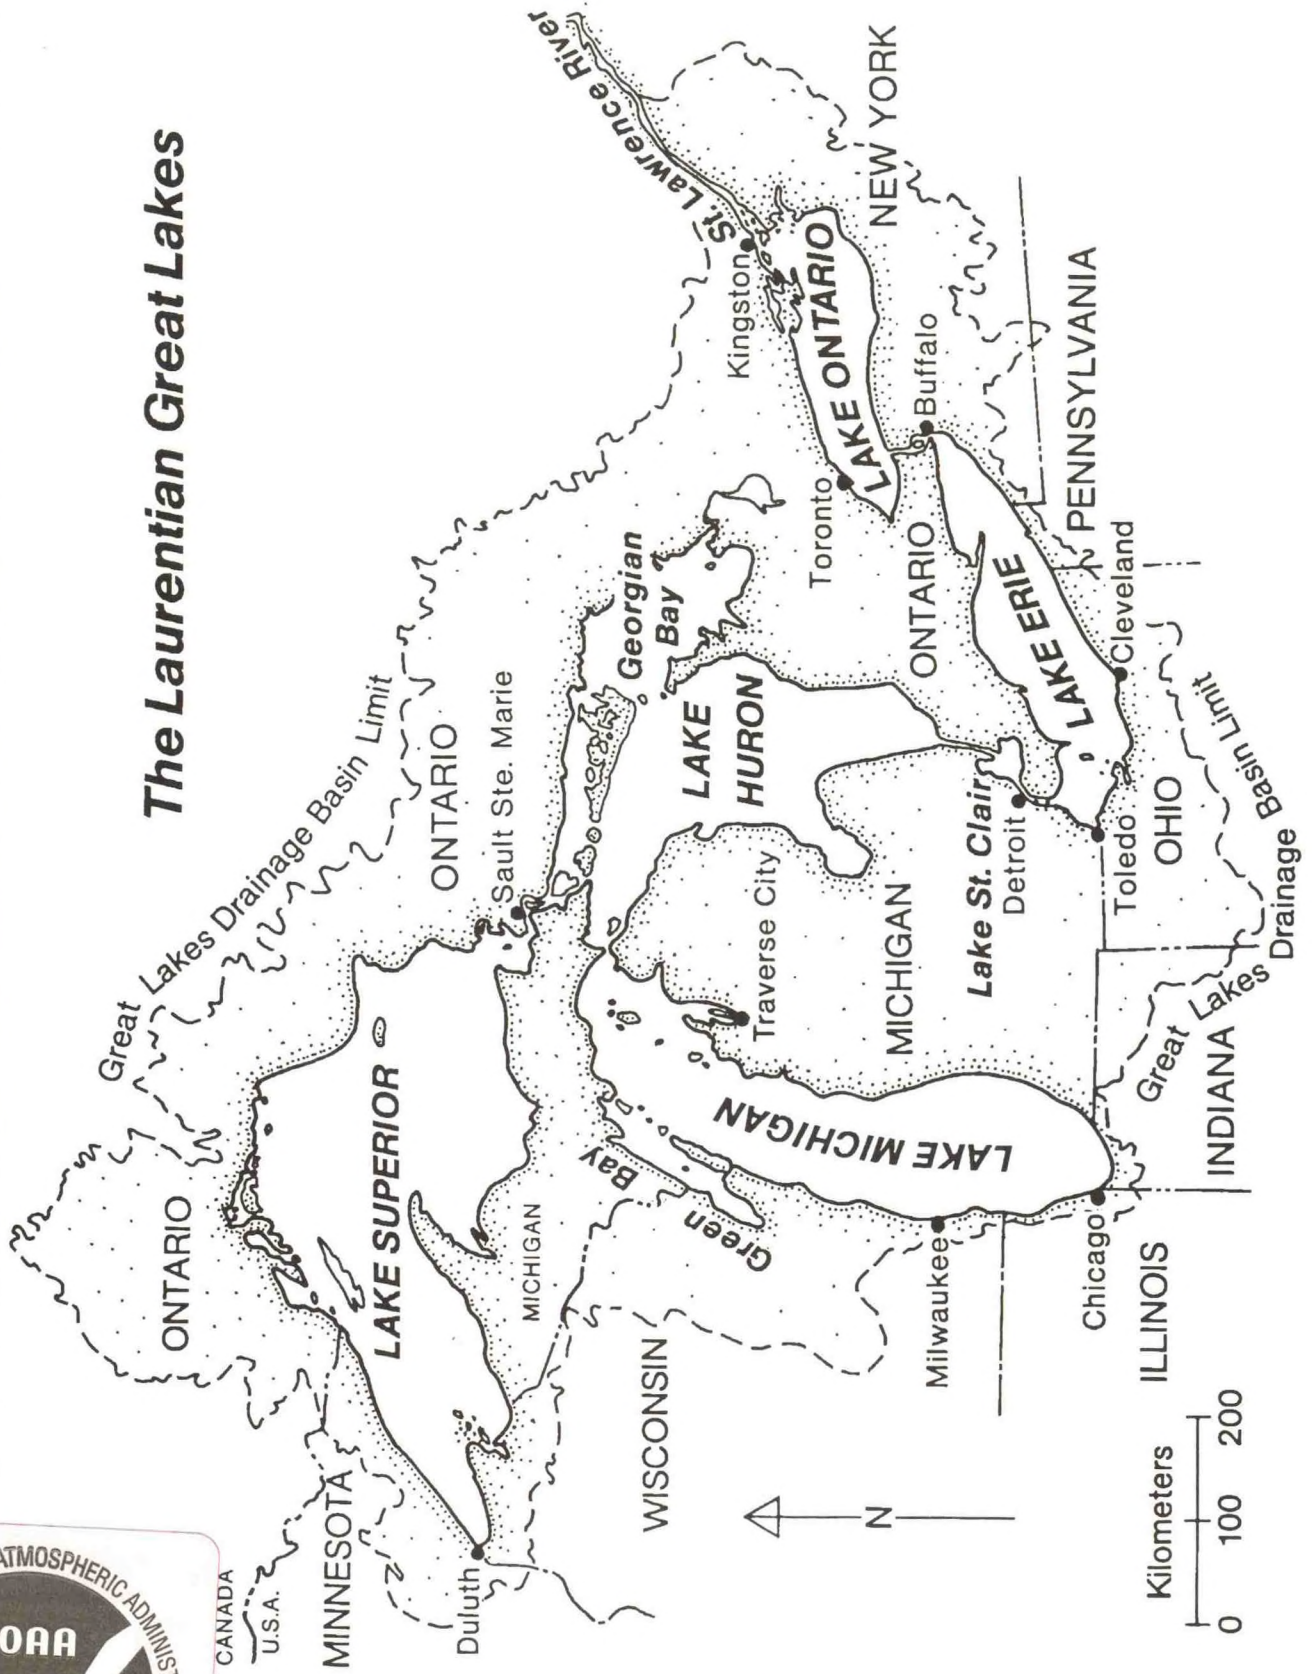 The Laurentian Great Lakes
ATMOSPHERIC ADMINIS
OAA
CANADA
U.S.A.
MINNESOTA
ONTARIO
Great Lakes Drainage Basin Limit
ONTARIO
Sault Ste. Marie
LAKE SUPERIOR
Duluth
MICHIGAN
Georgian
Bay
St. Lawrence River
Kingston
WISCONSIN
Green
Bay
LAKE
HURON
Traverse City
Toronto
LAKE ONTARIO
NEW YORK
LAKE MICHIGAN
MICHIGAN
ONTARIO
Buffalo
Milwaukee
Lake St. Clair
Detroit
LAKE ERIE
PENNSYLVANIA
Chicago
Toledo
Cleveland
ILLINOIS
INDIANA
OHIO
Great Lakes Drainage Basin Limit
N
Kilometers
0 100 200